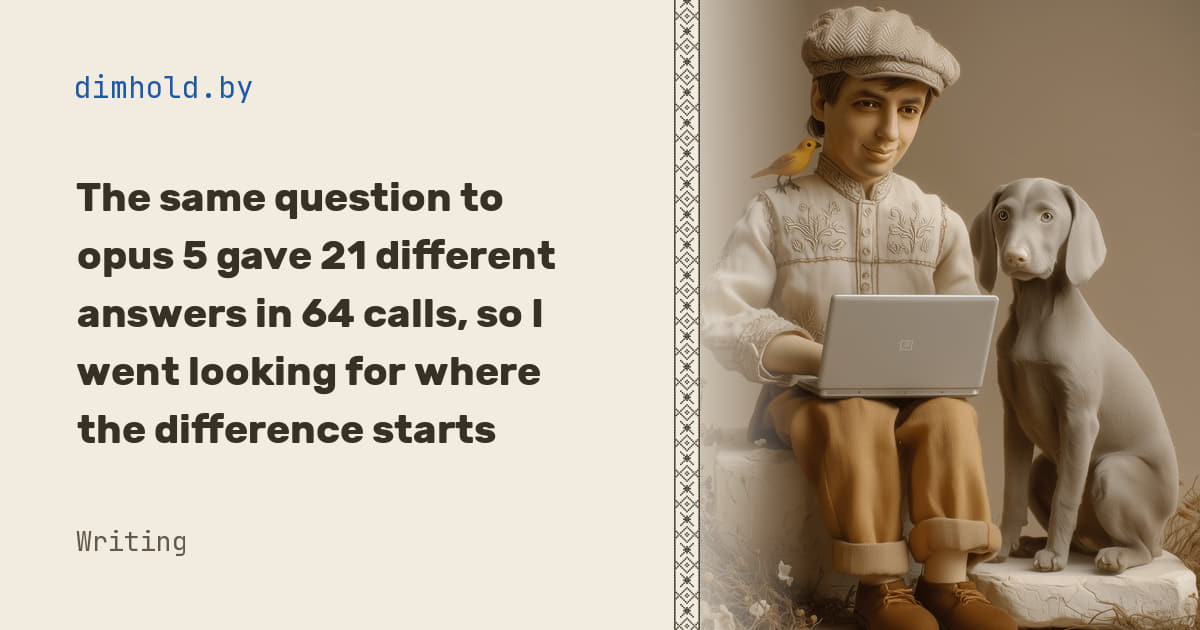 dimhold.by
The same question to
opus 5 gave 21 different
answers in 64 calls, so I
went looking for where
the difference starts
Writing